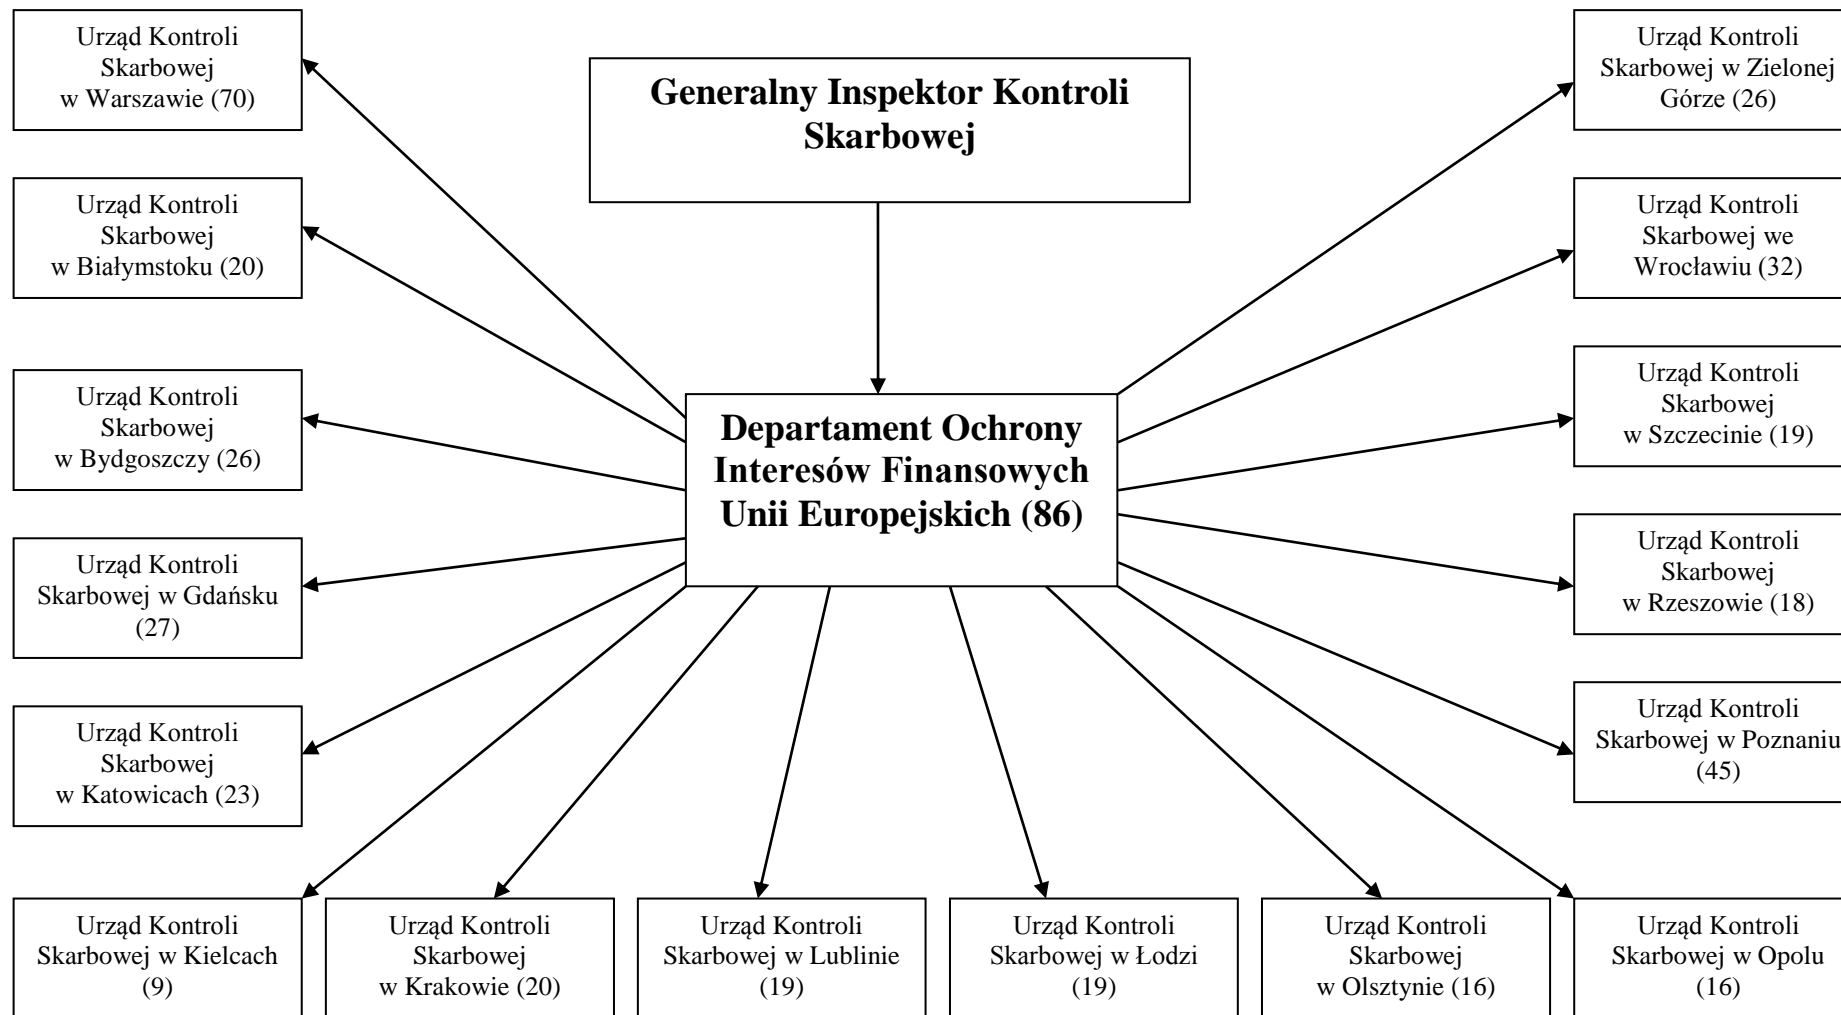 Urząd Kontroli
Skarbowej
w Warszawie (70)
Generalny Inspektor Kontroli
Skarbowej
Urząd Kontroli
Skarbowej w Zielonej
Górze (26)
Urząd Kontroli
Skarbowej
w Białymstoku (20)
Urząd Kontroli
Skarbowej we
Wrocławiu (32)
Urząd Kontroli
Skarbowej
w Bydgoszczy (26)
Departament Ochrony
Interesów Finansowych
Unii Europejskich (86)
Urząd Kontroli
Skarbowej
w Szczecinie (19)
Urząd Kontroli
Skarbowej w Gdańsku
(27)
Urząd Kontroli
Skarbowej
w Rzeszowie (18)
Urząd Kontroli
Skarbowej
w Katowicach (23)
Urząd Kontroli
Skarbowej w Poznaniu
(45)
Urząd Kontroli
Skarbowej w Kielcach
(9)
Urząd Kontroli
Skarbowej
w Krakowie (20)
Urząd Kontroli
Skarbowej w Lublinie
(19)
Urząd Kontroli
Skarbowej w Łodzi
(19)
Urząd Kontroli
Skarbowej
w Olsztynie (16)
Urząd Kontroli
Skarbowej w Opolu
(16)